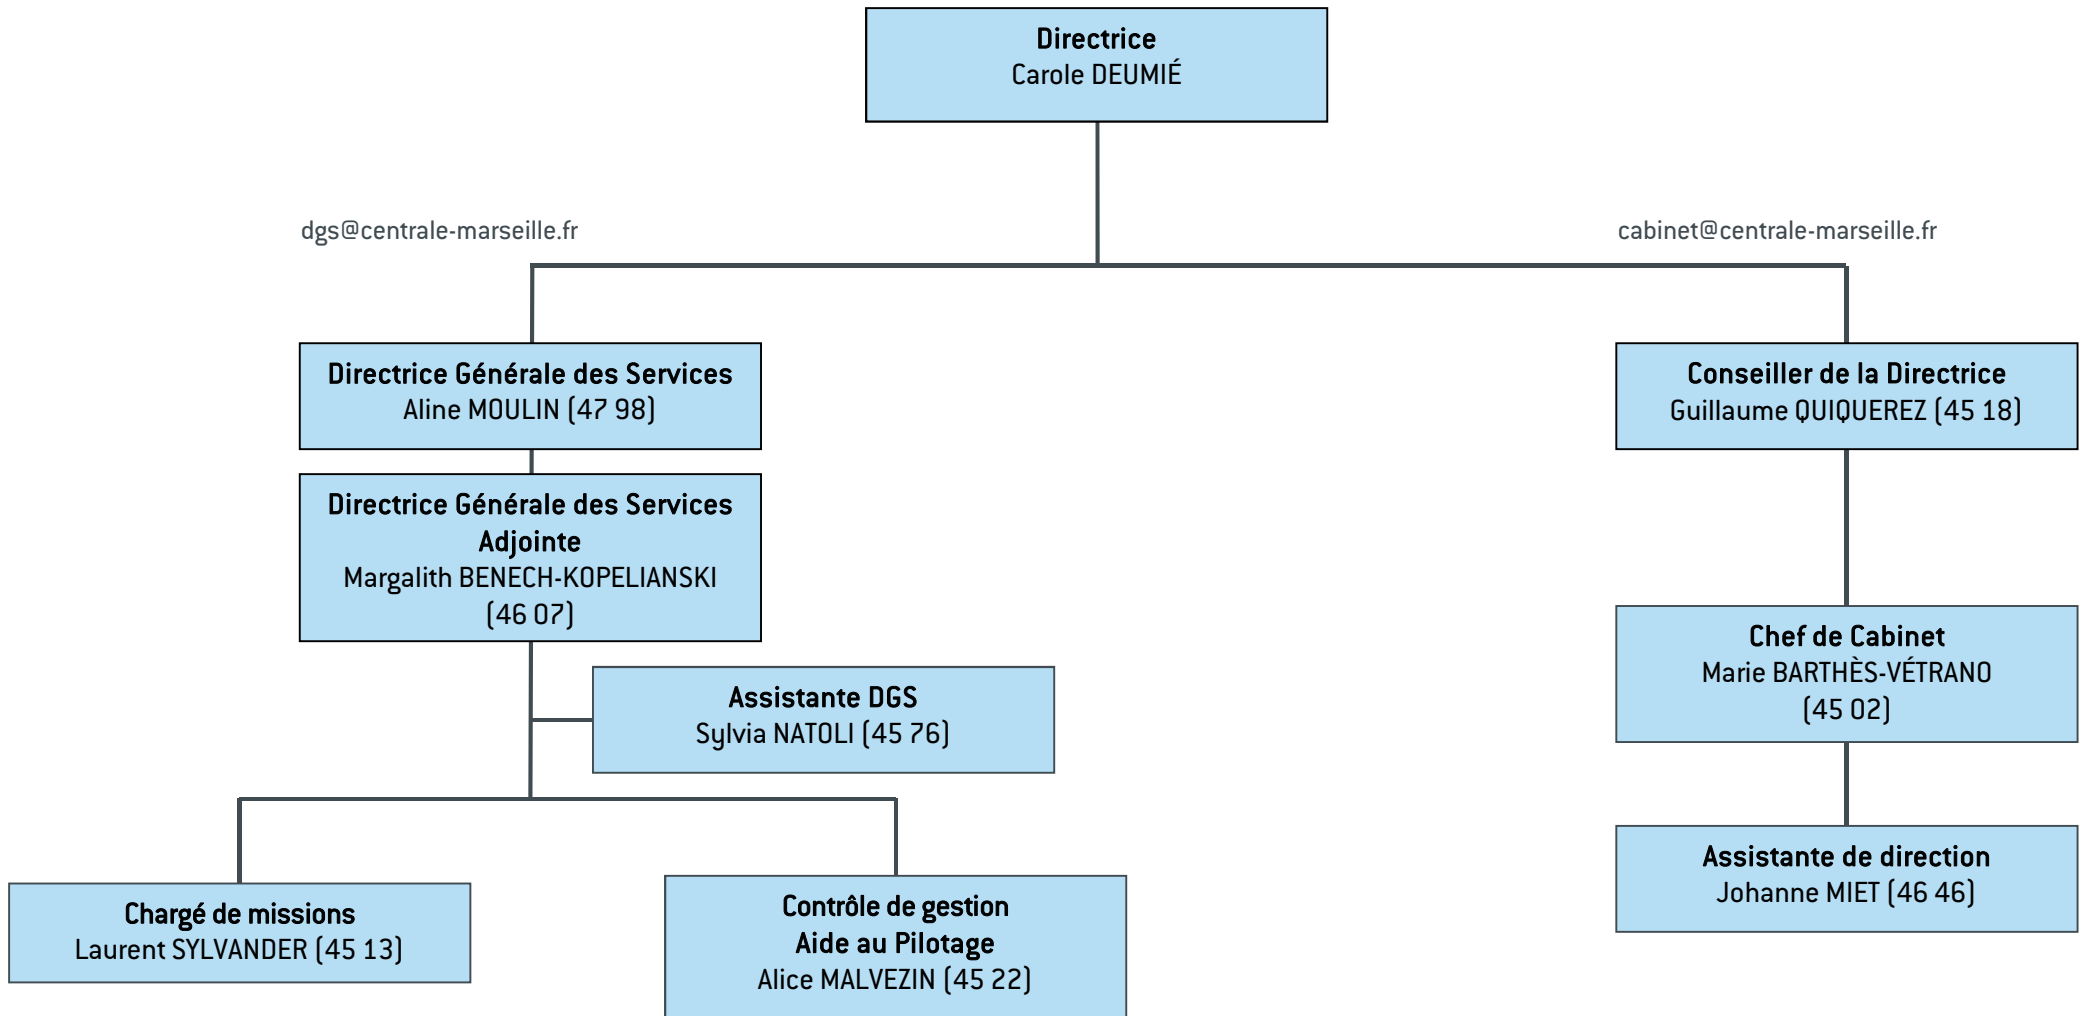 Directrice
Carole DEUMIÉ
dgs@centrale-marseille.fr
cabinet@centrale-marseille.fr
Directrice Générale des Services
Aline MOULIN (47 98)
Conseiller de la Directrice
Guillaume QUIQUEREZ (45 18)
Directrice Générale des Services
Adjointe
Margalith BENECH-KOPELIANSKI
(46 07)
Chef de Cabinet
Marie BARTHÈS-VÉTRANO
(45 02)
Assistante DGS
Sylvia NATOLI (45 76)
Assistante de direction
Johanne MIET (46 46)
Chargé de missions
Laurent SYLVANDER (45 13)
Contrôle de gestion
Aide au Pilotage
Alice MALVEZIN (45 22)